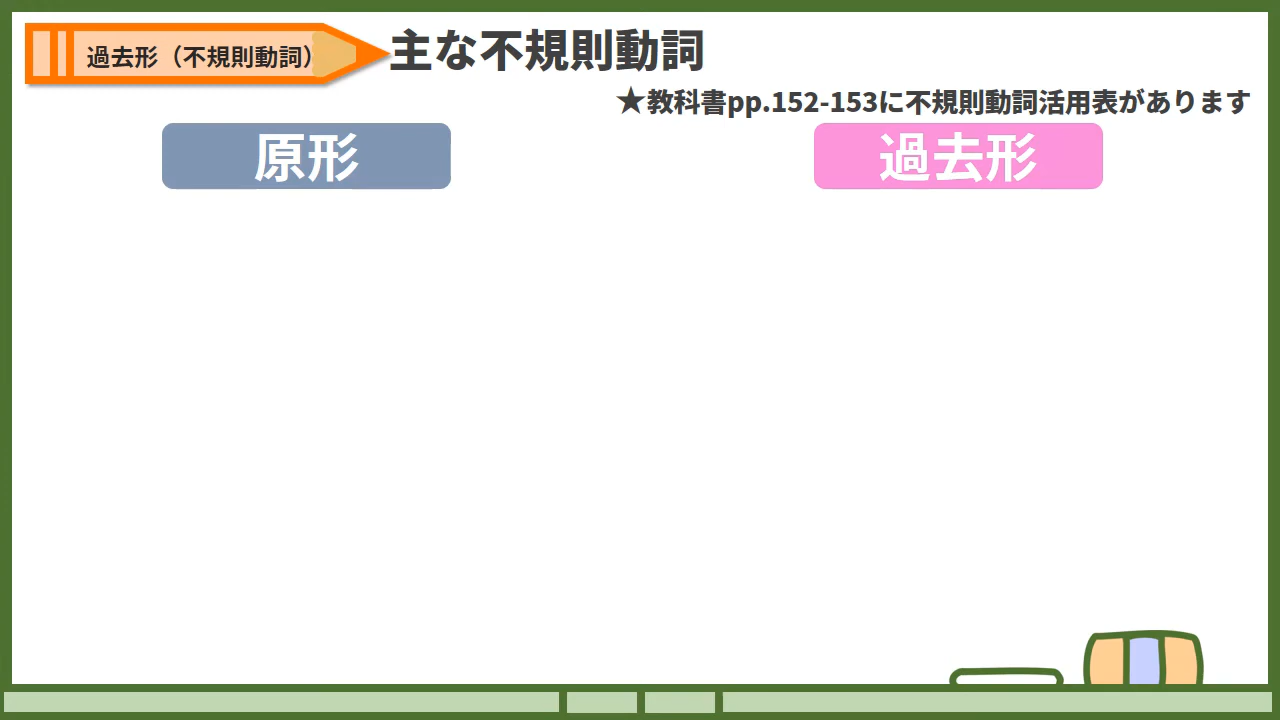 過去形（不規則動詞）
主な不規則動詞
★教科書pp.152-153に不規則動詞活用表があります
原形
過去形